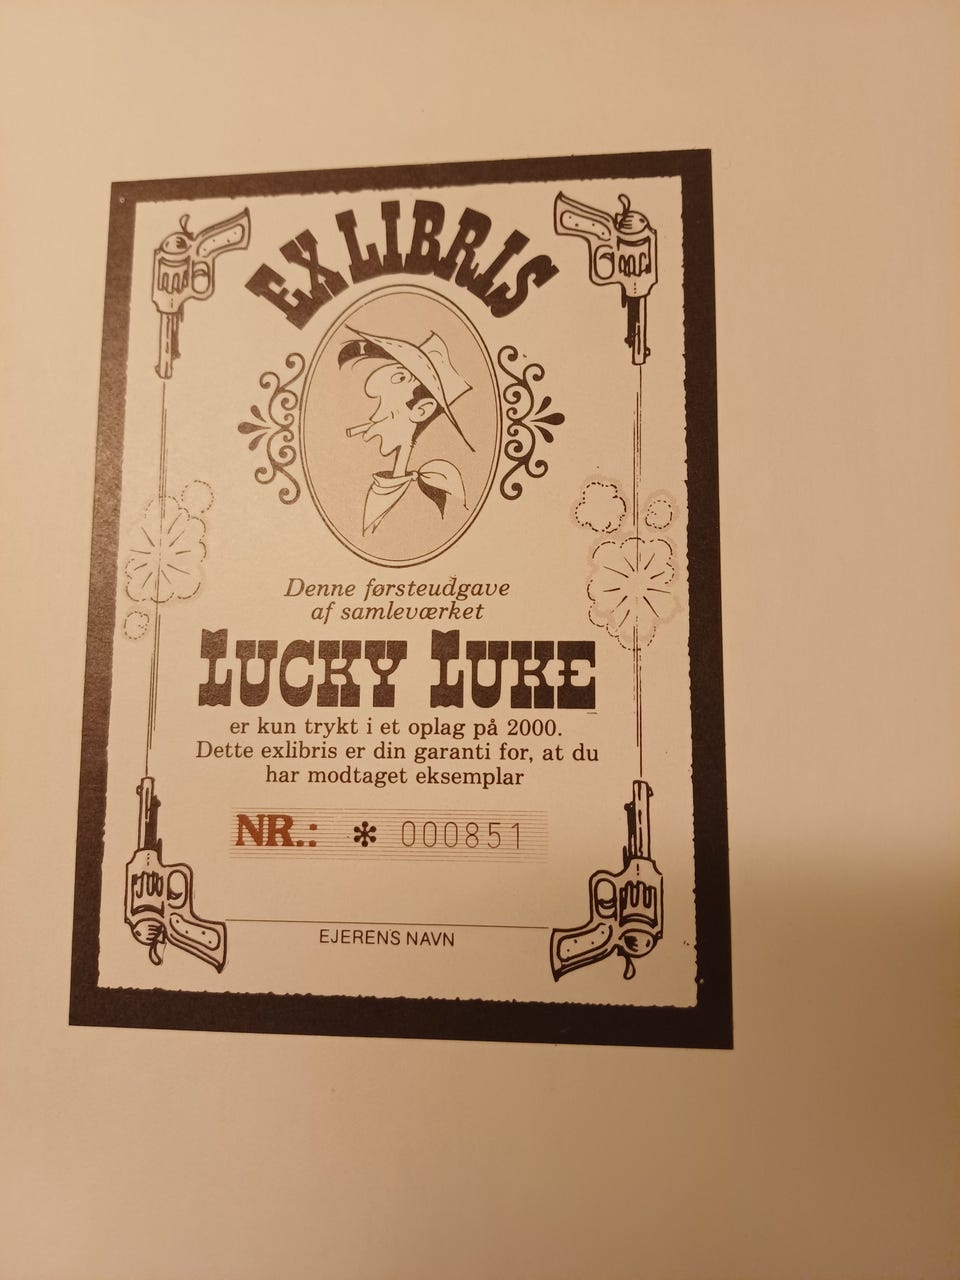 EX LIBRIS
Denne førsteudgave
af samleværket
LUCKY LUKE
er kun trykt i et oplag på 2000.
Dette exlibris er din garanti for, at du
har modtaget eksemplar
NR.: * 000851
EJERENS NAVN